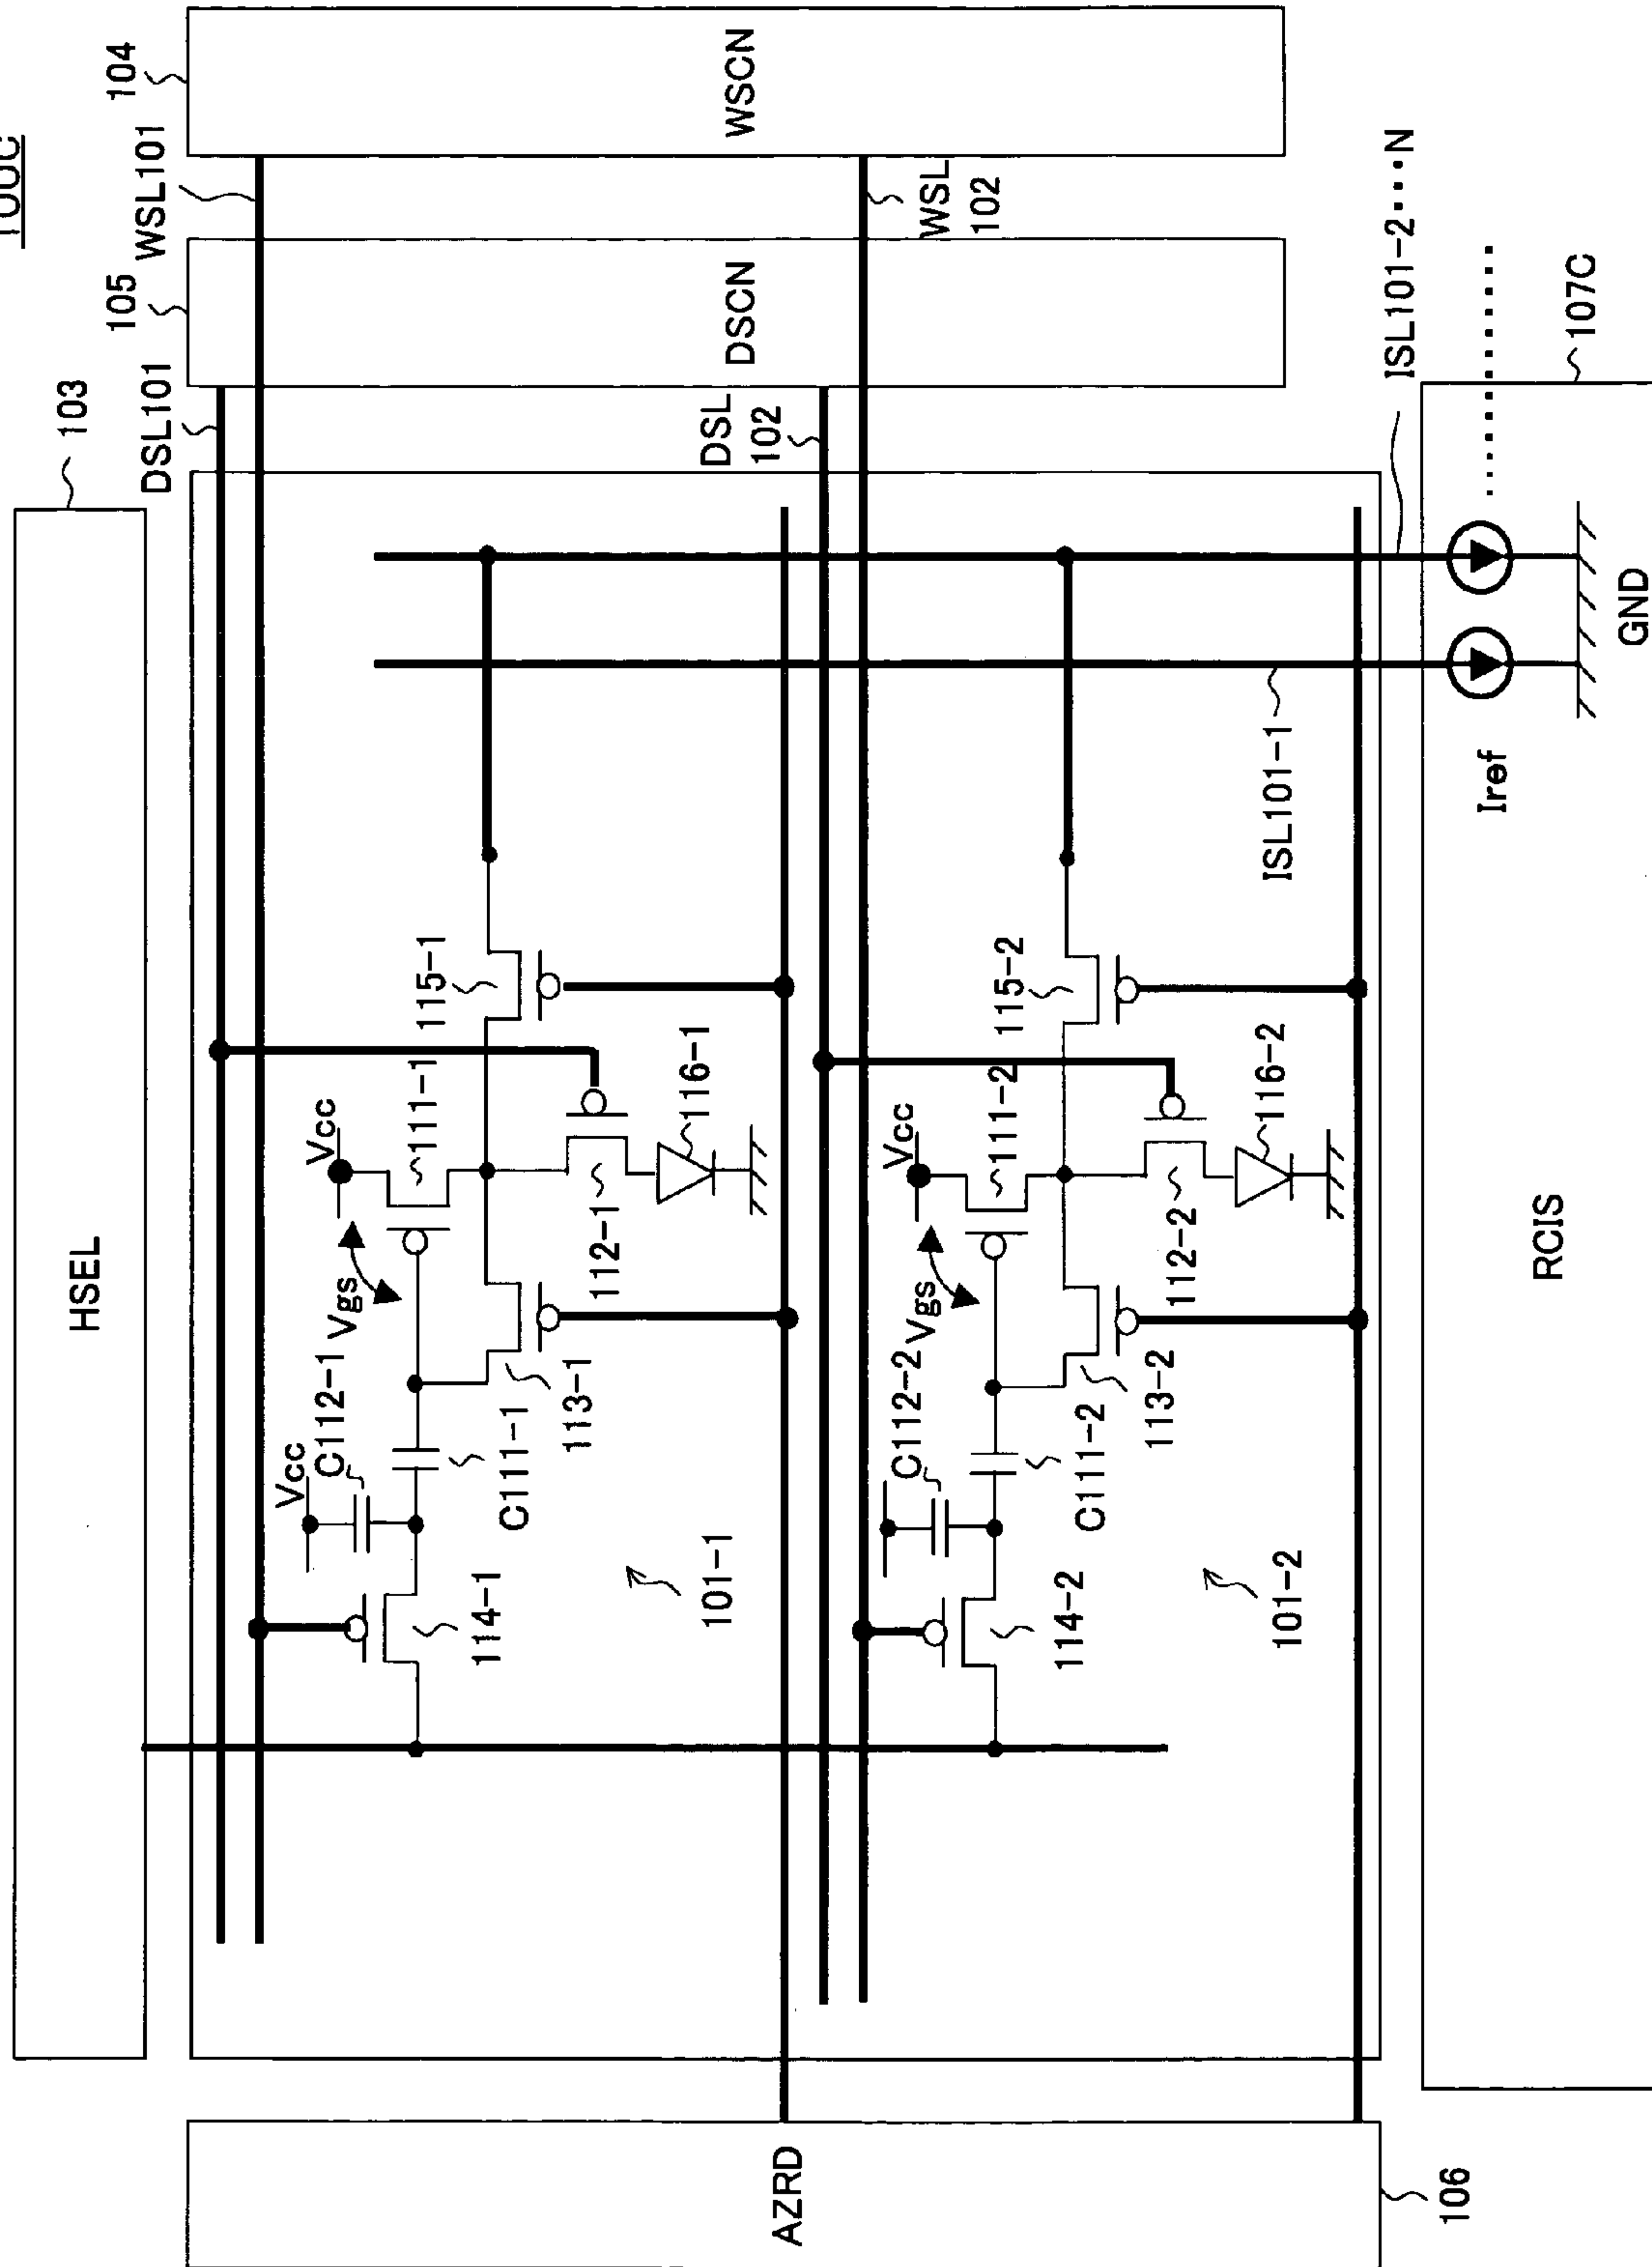 100C
103
HSEL
105
104
DSL101
WSL101
DSCN
WSCN
Vcc
C112-1
Vgs
Vcc
111-1
115-1
114-1
C111-1
113-1
112-1
116-1
101-1
DSL
102
WSL
102
C112-2
Vgs
Vcc
111-2
115-2
114-2
C111-2
113-2
112-2
116-2
101-2
ISL101-1
ISL101-2····N
AZRD
106
RCIS
Iref
GND
107C